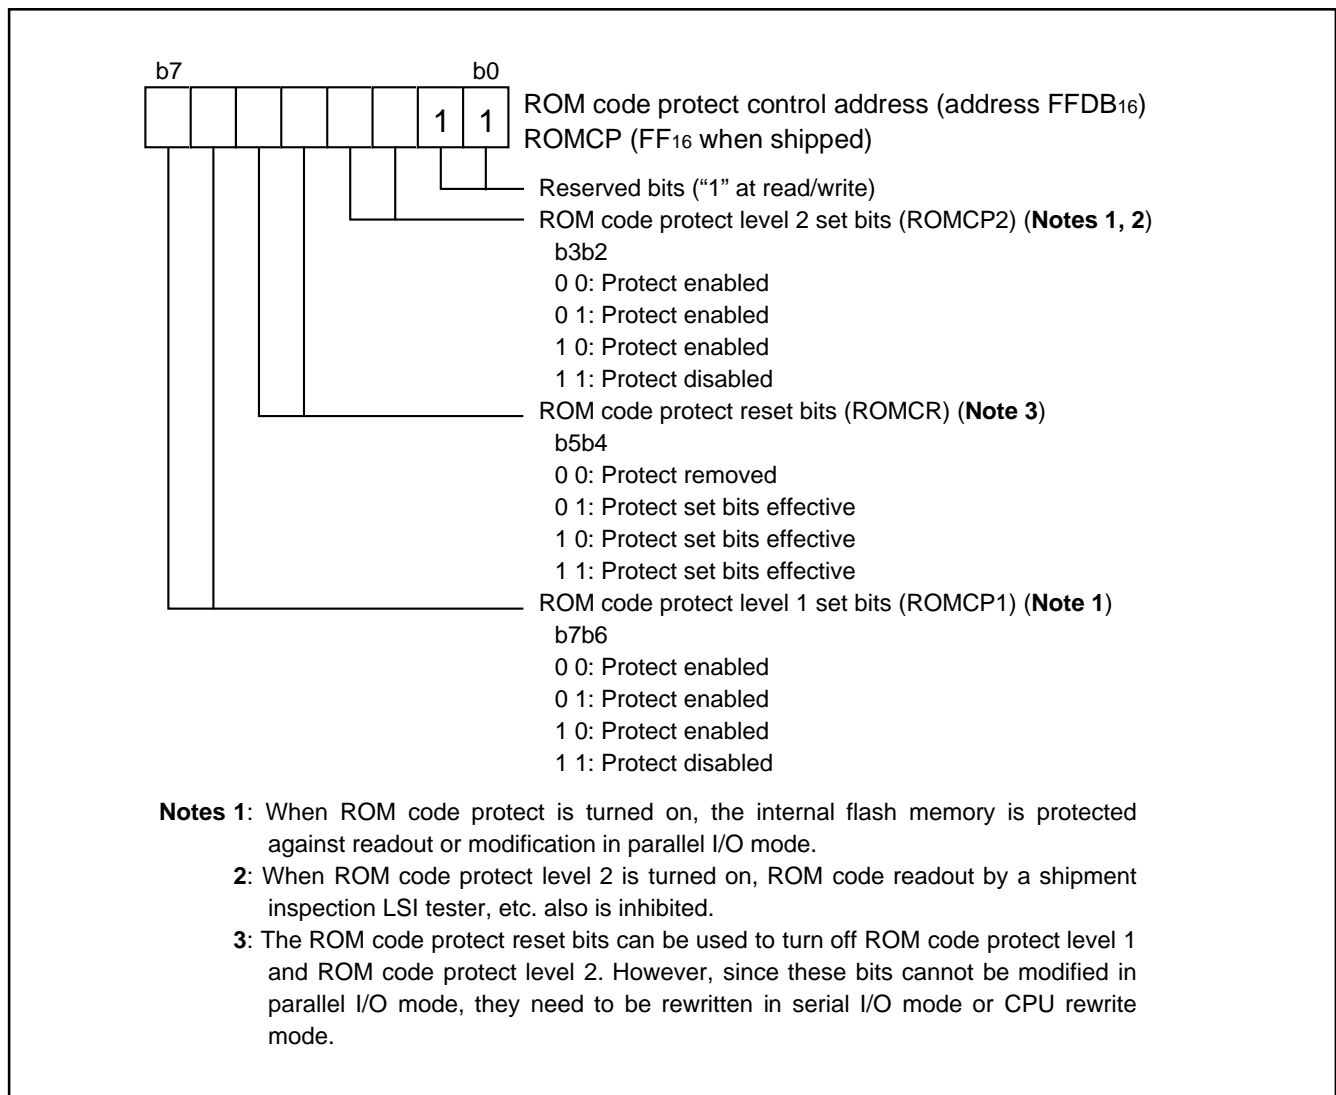 b7 b0
1 1
ROM code protect control address (address FFDB16)
ROMCP (FF16 when shipped)
Reserved bits (“1” at read/write)
ROM code protect level 2 set bits (ROMCP2) (Notes 1, 2)
b3b2
0 0: Protect enabled
0 1: Protect enabled
1 0: Protect enabled
1 1: Protect disabled
ROM code protect reset bits (ROMCR) (Note 3)
b5b4
0 0: Protect removed
0 1: Protect set bits effective
1 0: Protect set bits effective
1 1: Protect set bits effective
ROM code protect level 1 set bits (ROMCP1) (Note 1)
b7b6
0 0: Protect enabled
0 1: Protect enabled
1 0: Protect enabled
1 1: Protect disabled
Notes 1: When ROM code protect is turned on, the internal flash memory is protected
against readout or modification in parallel I/O mode.
2: When ROM code protect level 2 is turned on, ROM code readout by a shipment
inspection LSI tester, etc. also is inhibited.
3: The ROM code protect reset bits can be used to turn off ROM code protect level 1
and ROM code protect level 2. However, since these bits cannot be modified in
parallel I/O mode, they need to be rewritten in serial I/O mode or CPU rewrite
mode.